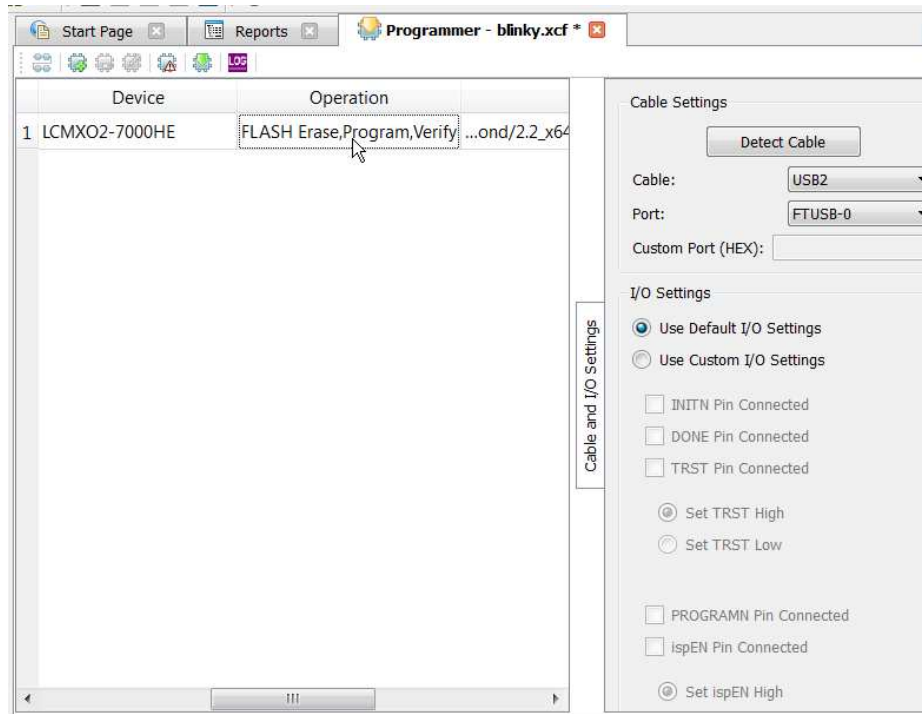 Start Page
Reports
Programmer - blinky.xcf *
LOG
Device
Operation
1 LCMXO2-7000HE FLASH Erase,Program,Verify ...ond/2.2_x64
Cable and I/O Settings
Cable Settings
Detect Cable
Cable: USB2
Port: FTUSB-0
Custom Port (HEX):
I/O Settings
Use Default I/O Settings
Use Custom I/O Settings
INITN Pin Connected
DONE Pin Connected
TRST Pin Connected
Set TRST High
Set TRST Low
PROGRAMN Pin Connected
ispEN Pin Connected
Set ispEN High